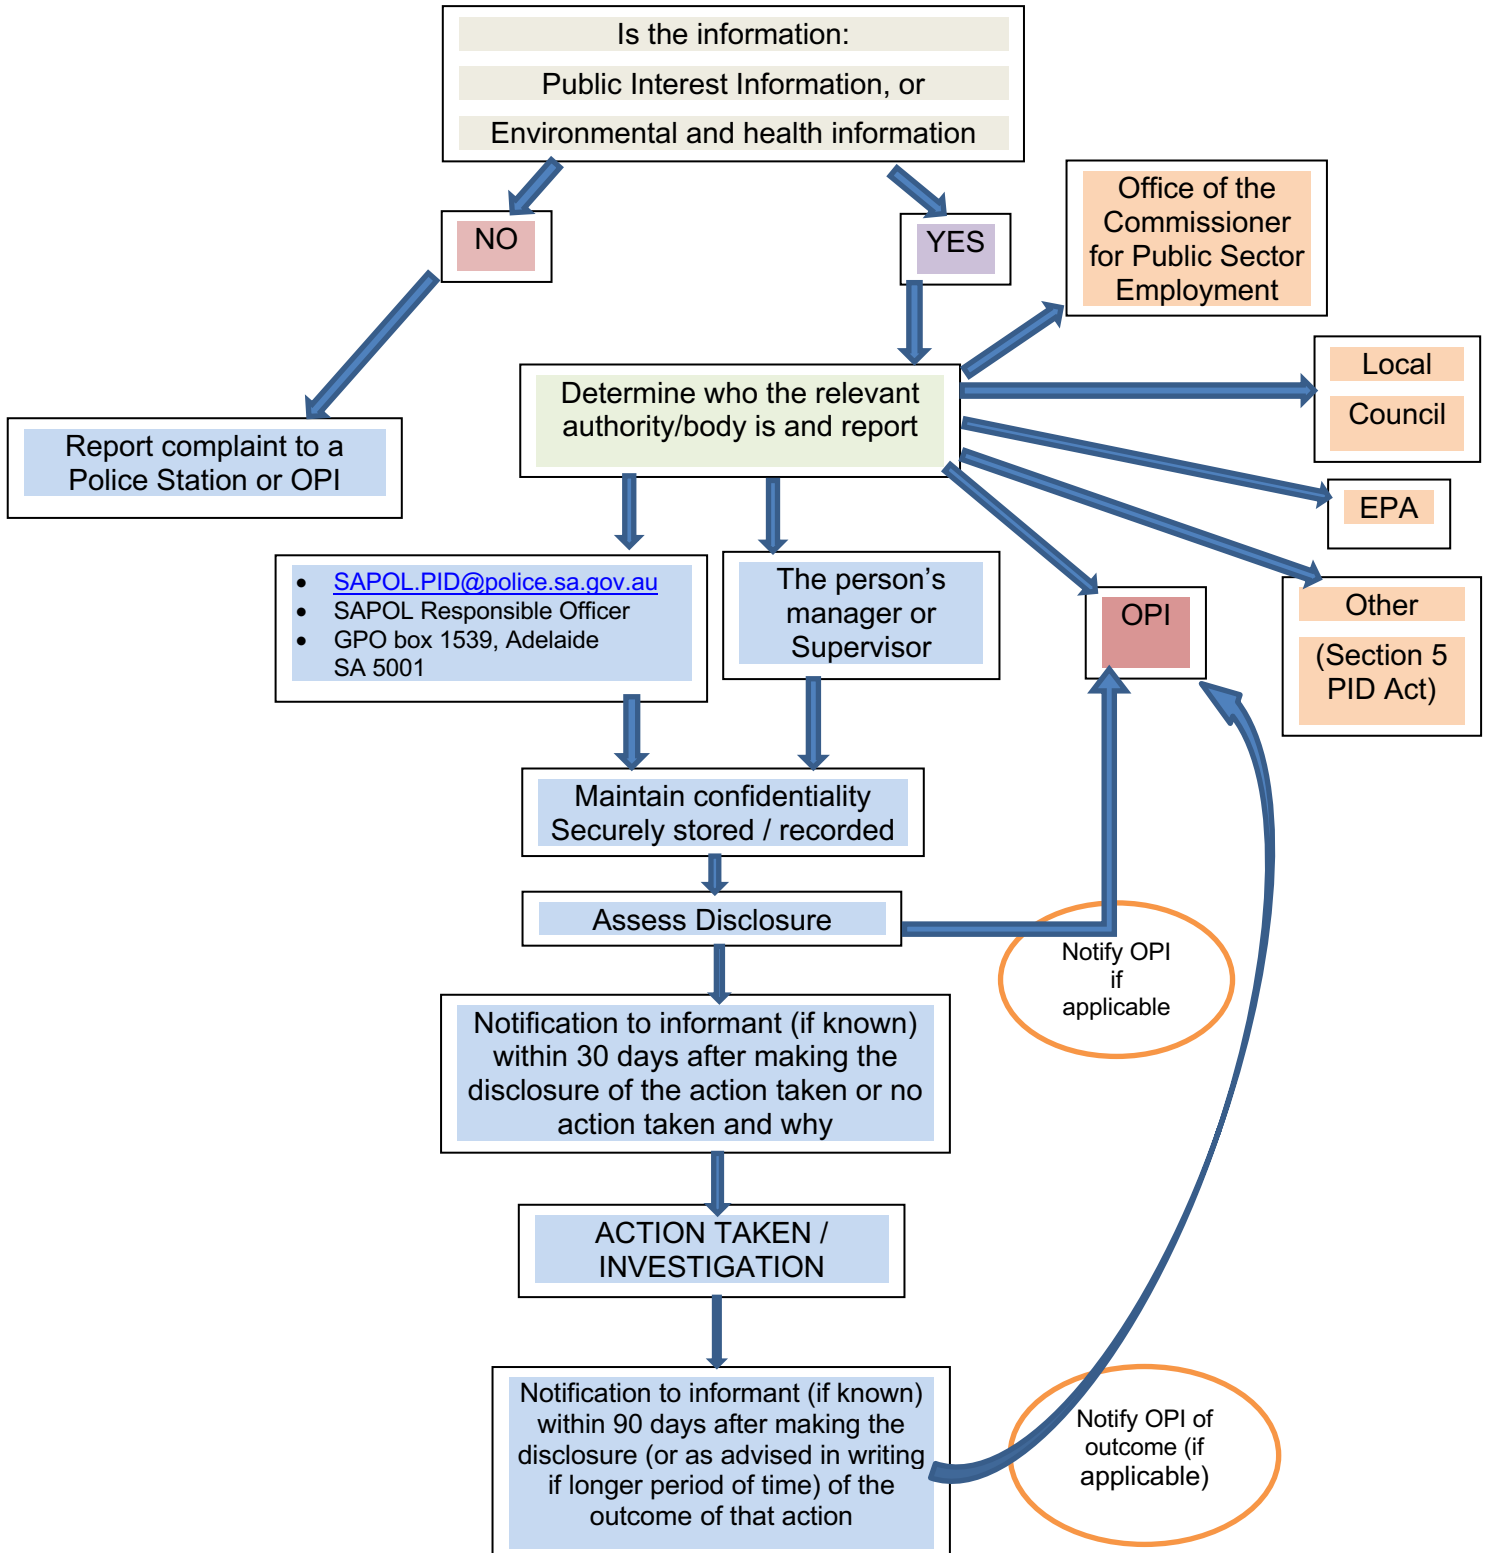 Is the information:
Public Interest Information, or
Environmental and health information
NO
YES
Office of the
Commissioner
for Public Sector
Employment
Local
Council
Determine who the relevant
authority/body is and report
Report complaint to a
Police Station or OPI
EPA
• SAPOL.PID@police.sa.gov.au
• SAPOL Responsible Officer
• GPO box 1539, Adelaide
SA 5001
The person’s
manager or
Supervisor
OPI
Other
(Section 5
PID Act)
Maintain confidentiality
Securely stored / recorded
Assess Disclosure
Notify OPI
if
applicable
Notification to informant (if known)
within 30 days after making the
disclosure of the action taken or no
action taken and why
ACTION TAKEN /
INVESTIGATION
Notification to informant (if known)
within 90 days after making the
disclosure (or as advised in writing
if longer period of time) of the
outcome of that action
Notify OPI of
outcome (if
applicable)